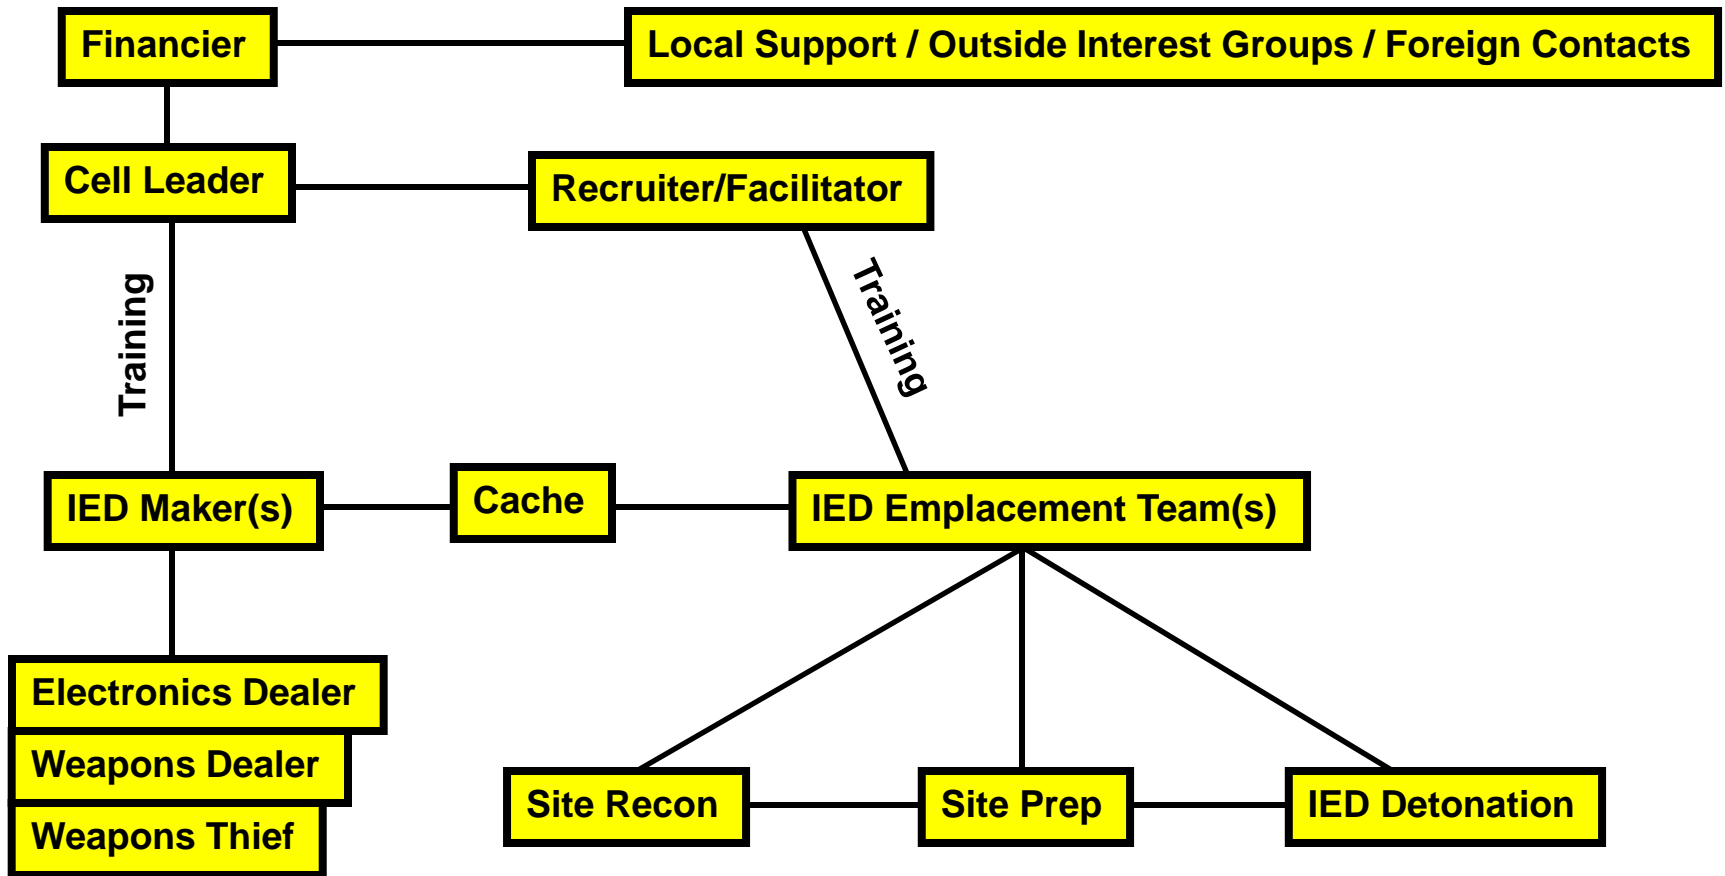 Financier
Local Support / Outside Interest Groups / Foreign Contacts
Cell Leader
Recruiter/Facilitator
Training
Training
IED Maker(s)
Cache
IED Emplacement Team(s)
Electronics Dealer
Weapons Dealer
Weapons Thief
Site Recon
Site Prep
IED Detonation